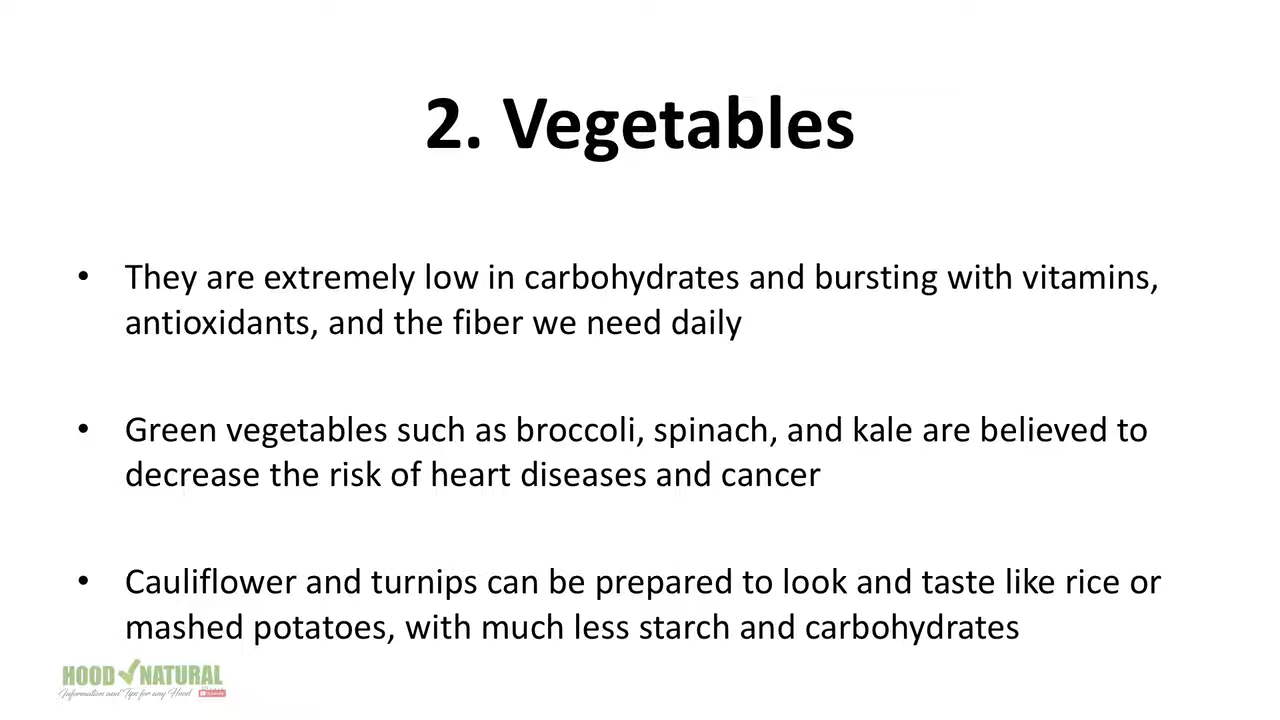 2. Vegetables
• They are extremely low in carbohydrates and bursting with vitamins,
antioxidants, and the fiber we need daily
• Green vegetables such as broccoli, spinach, and kale are believed to
decrease the risk of heart diseases and cancer
• Cauliflower and turnips can be prepared to look and taste like rice or
mashed potatoes, with much less starch and carbohydrates
HOOD NATURAL
Information and Tips for any Hood